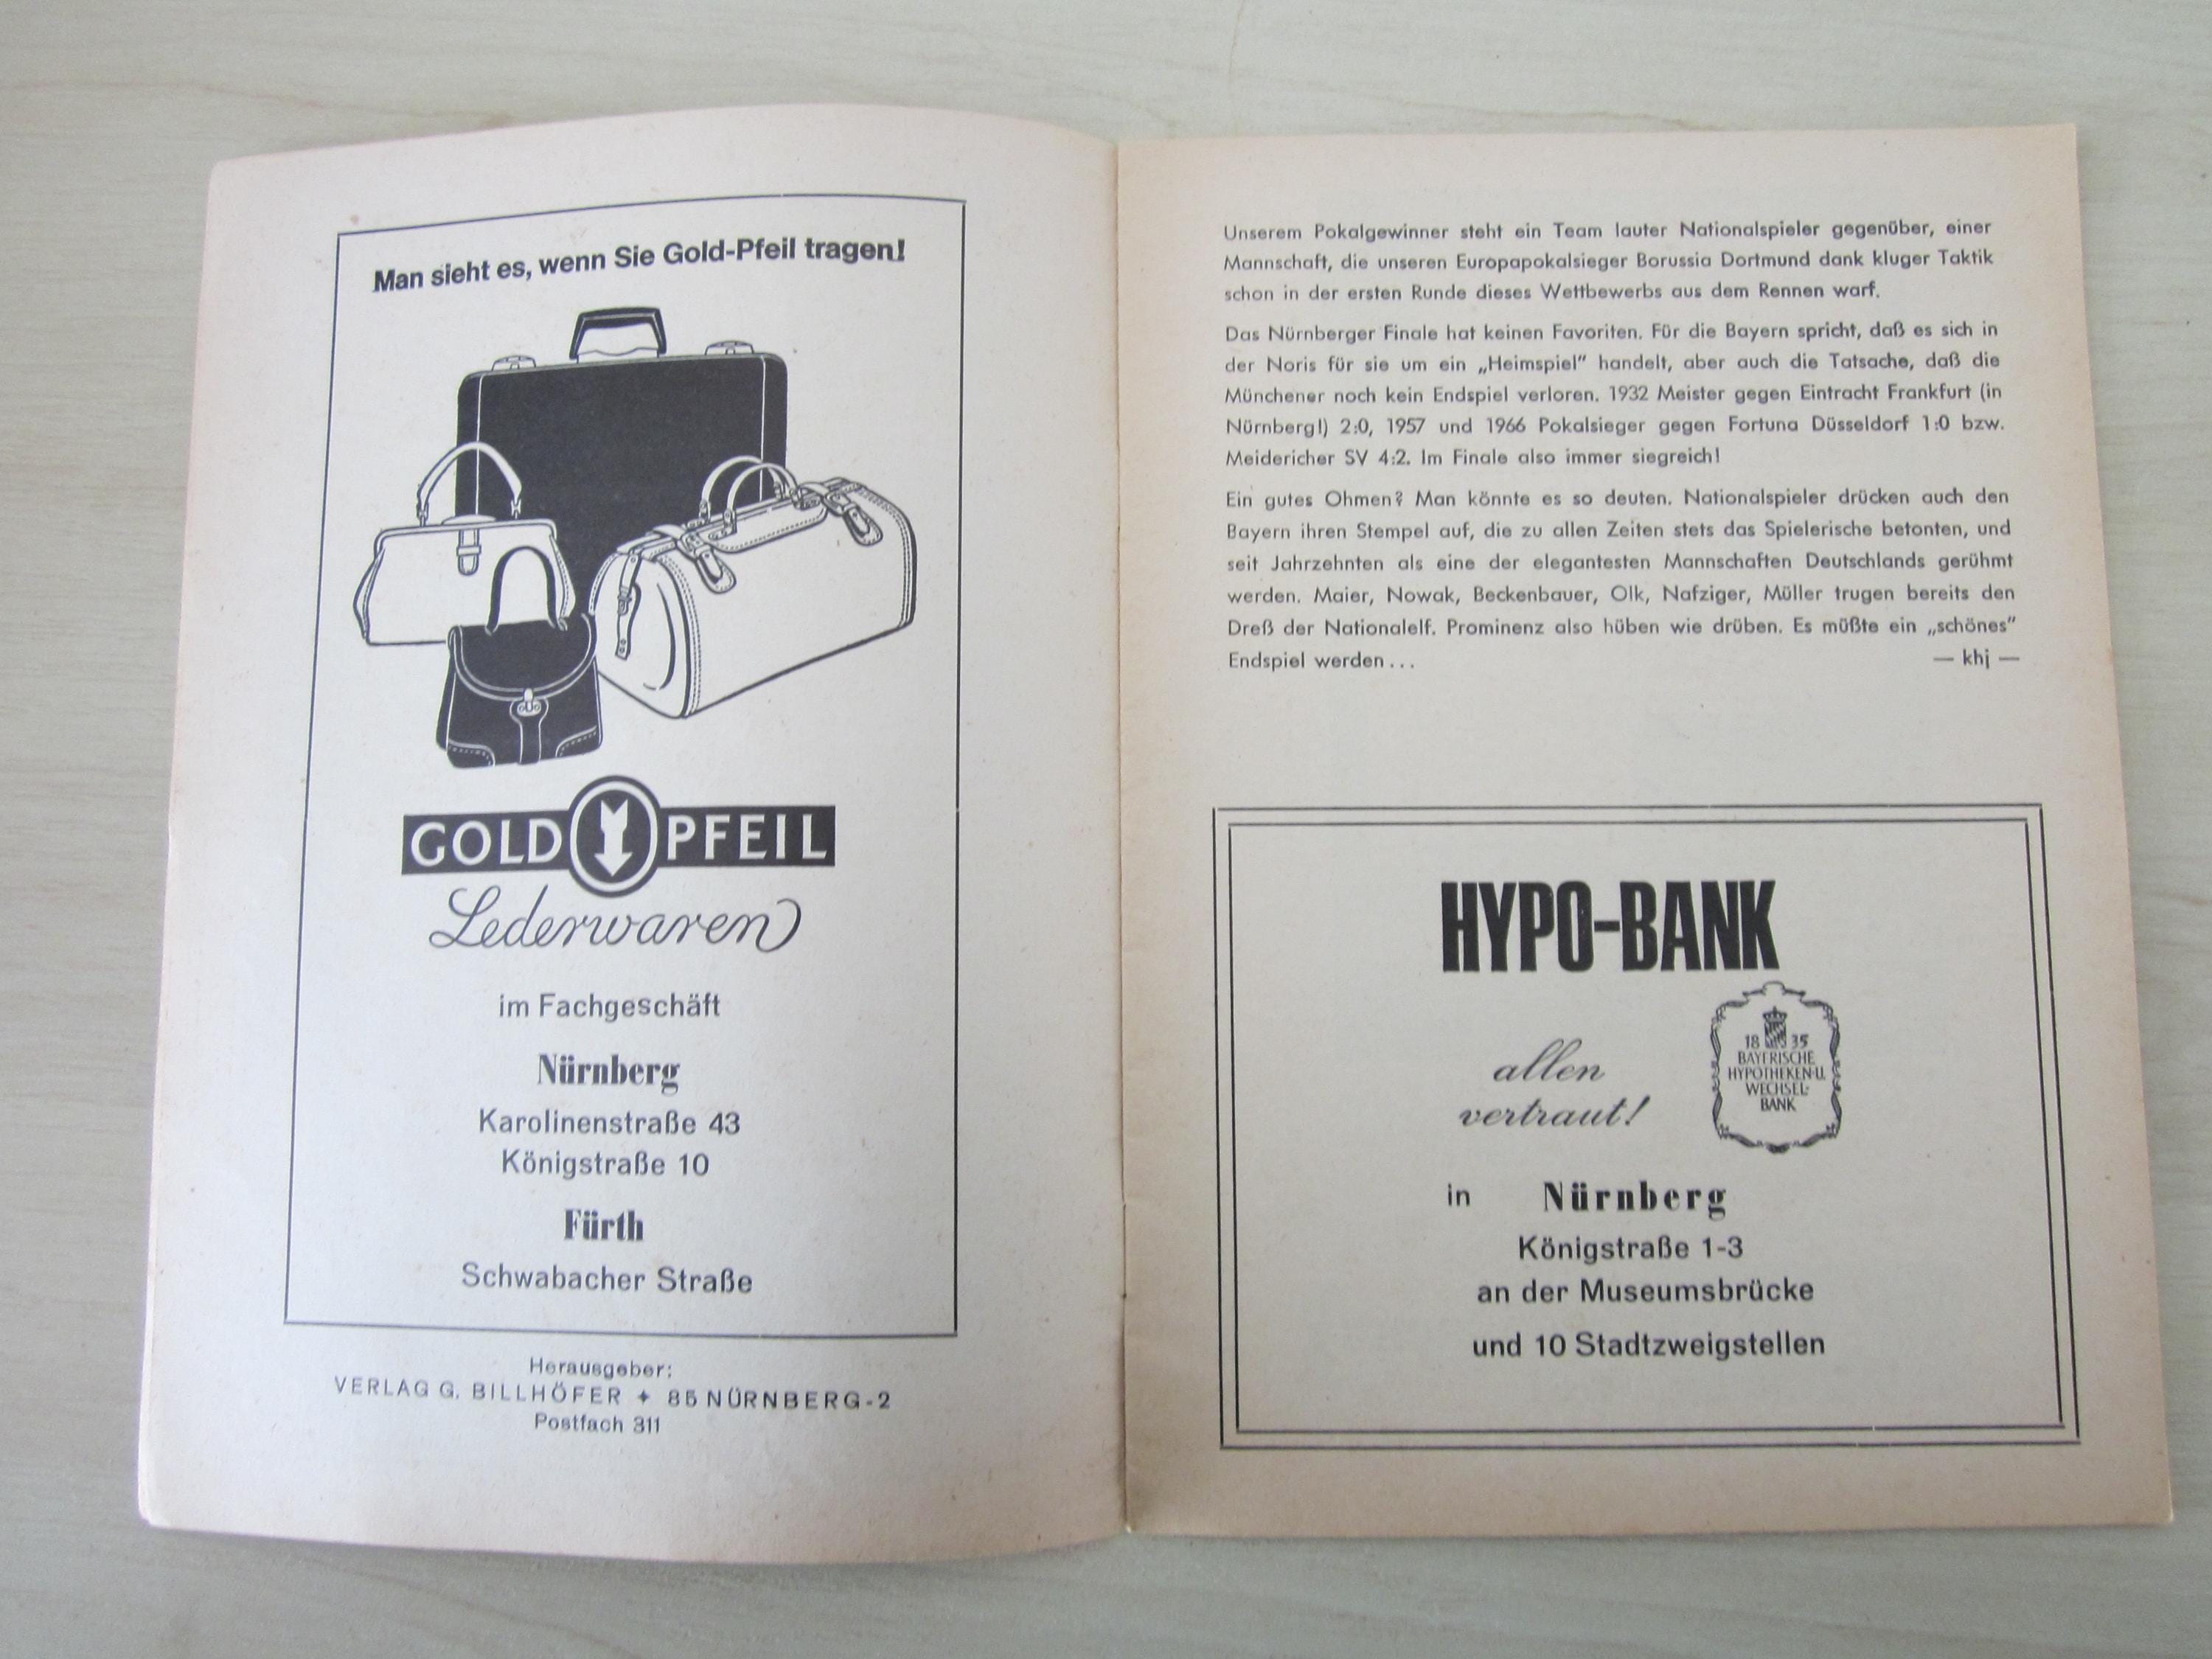 Man sieht es, wenn Sie Gold-Pfeil tragen!
GOLD PFEIL
Lederwaren
im Fachgeschäft
Nürnberg
Karolinenstraße 43
Königstraße 10
Fürth
Schwabacher Straße
Herausgeber:
VERLAG G. BILLHÖFER ✦ 85 NÜRNBERG-2
Postfach 311
Unserem Pokalgewinner steht ein Team lauter Nationalspieler gegenüber, einer
Mannschaft, die unseren Europapokalsieger Borussia Dortmund dank kluger Taktik
schon in der ersten Runde dieses Wettbewerbs aus dem Rennen warf.
Das Nürnberger Finale hat keinen Favoriten. Für die Bayern spricht, daß es sich in
der Noris für sie um ein „Heimspiel" handelt, aber auch die Tatsache, daß die
Münchener noch kein Endspiel verloren. 1932 Meister gegen Eintracht Frankfurt (in
Nürnberg!) 2:0, 1957 und 1966 Pokalsieger gegen Fortuna Düsseldorf 1:0 bzw.
Meidericher SV 4:2. Im Finale also immer siegreich!
Ein gutes Ohmen? Man könnte es so deuten. Nationalspieler drücken auch den
Bayern ihren Stempel auf, die zu allen Zeiten stets das Spielerische betonten, und
seit Jahrzehnten als eine der elegantesten Mannschaften Deutschlands gerühmt
werden. Maier, Nowak, Beckenbauer, Olk, Nafziger, Müller trugen bereits den
Dreß der Nationalelf. Prominenz also hüben wie drüben. Es müßte ein „schönes"
Endspiel werden ... — khj —
HYPO-BANK
allen
vertraut!
18 35
BAYERISCHE
HYPOTHEKEN-U.
WECHSEL-
BANK
in Nürnberg
Königstraße 1-3
an der Museumsbrücke
und 10 Stadtzweigstellen